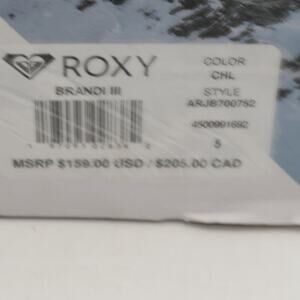 ROXY
BRANDI III
COLOR
CHL
STYLE
ARJB700752
4500991692
5
MSRP $159.00 USD / $205.00 CAD